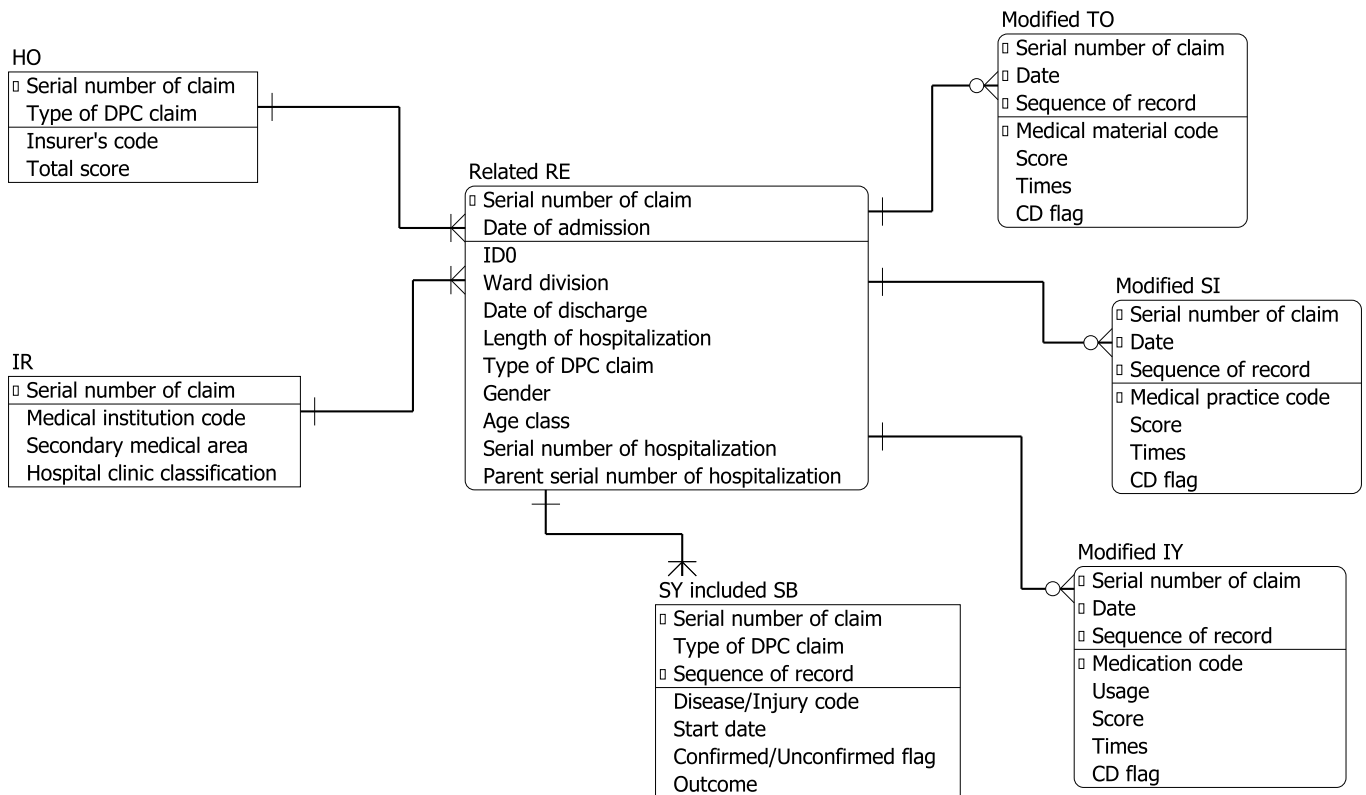 HO
Serial number of claim
Type of DPC claim
Insurer's code
Total score
IR
Serial number of claim
Medical institution code
Secondary medical area
Hospital clinic classification
Related RE
Serial number of claim
Date of admission
ID0
Ward division
Date of discharge
Length of hospitalization
Type of DPC claim
Gender
Age class
Serial number of hospitalization
Parent serial number of hospitalization
SY included SB
Serial number of claim
Type of DPC claim
Sequence of record
Disease/Injury code
Start date
Confirmed/Unconfirmed flag
Outcome
Modified TO
Serial number of claim
Date
Sequence of record
Medical material code
Score
Times
CD flag
Modified SI
Serial number of claim
Date
Sequence of record
Medical practice code
Score
Times
CD flag
Modified IY
Serial number of claim
Date
Sequence of record
Medication code
Usage
Score
Times
CD flag